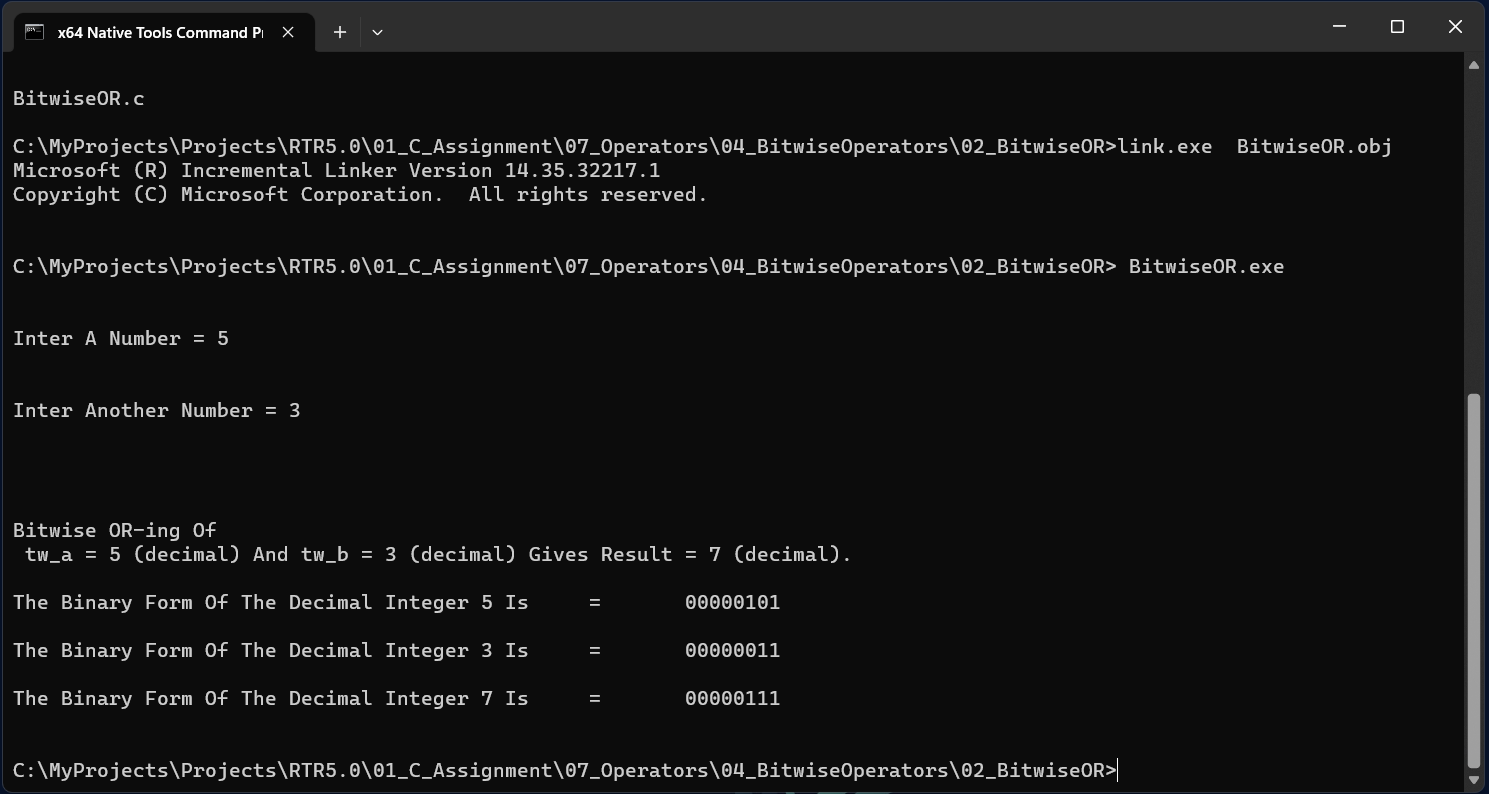 x64 Native Tools Command P
BitwiseOR.c
C:\MyProjects\Projects\RTR5.0\01_C_Assignment\07_Operators\04_BitwiseOperators\02_BitwiseOR>link.exe  BitwiseOR.obj
Microsoft (R) Incremental Linker Version 14.35.32217.1
Copyright (C) Microsoft Corporation.  All rights reserved.
C:\MyProjects\Projects\RTR5.0\01_C_Assignment\07_Operators\04_BitwiseOperators\02_BitwiseOR> BitwiseOR.exe
Inter A Number = 5
Inter Another Number = 3
Bitwise OR-ing Of
 tw_a = 5 (decimal) And tw_b = 3 (decimal) Gives Result = 7 (decimal).
The Binary Form Of The Decimal Integer 5 Is     =       00000101
The Binary Form Of The Decimal Integer 3 Is     =       00000011
The Binary Form Of The Decimal Integer 7 Is     =       00000111
C:\MyProjects\Projects\RTR5.0\01_C_Assignment\07_Operators\04_BitwiseOperators\02_BitwiseOR>